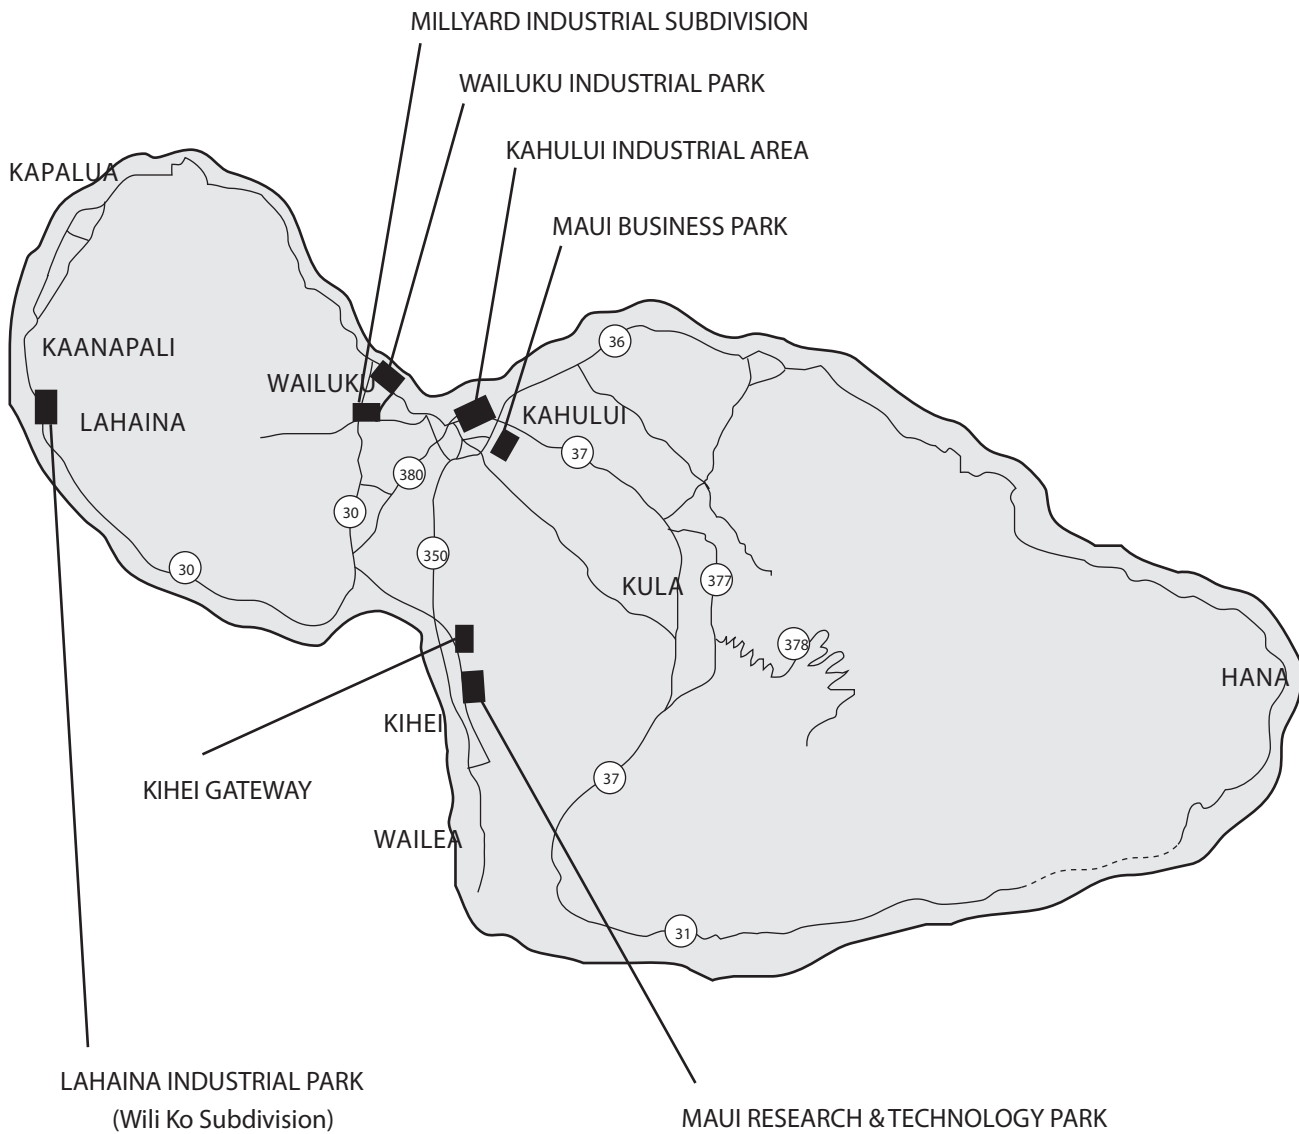 MILLYARD INDUSTRIAL SUBDIVISION
WAILUKU INDUSTRIAL PARK
KAHULUI INDUSTRIAL AREA
KAPALUA
MAUI BUSINESS PARK
36
KAANAPALI
WAILUKU
KAHULUI
LAHAINA
37
380
30
350
30
KULA
377
378
HANA
KIHEI
37
KIHEI GATEWAY
WAILEA
31
LAHAINA INDUSTRIAL PARK
(Wili Ko Subdivision)
MAUI RESEARCH & TECHNOLOGY PARK